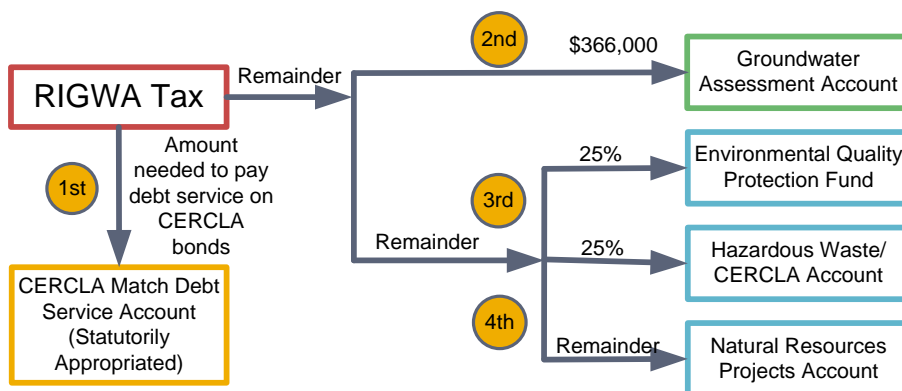 2nd
$366,000
Groundwater
Assessment Account
Remainder
RIGWA Tax
Amount
needed to pay
debt service on
CERCLA
bonds
1st
25%
Environmental Quality
Protection Fund
3rd
Remainder
25%
Hazardous Waste/
CERCLA Account
CERCLA Match Debt
Service Account
(Statutorily
Appropriated)
4th
Remainder
Natural Resources
Projects Account